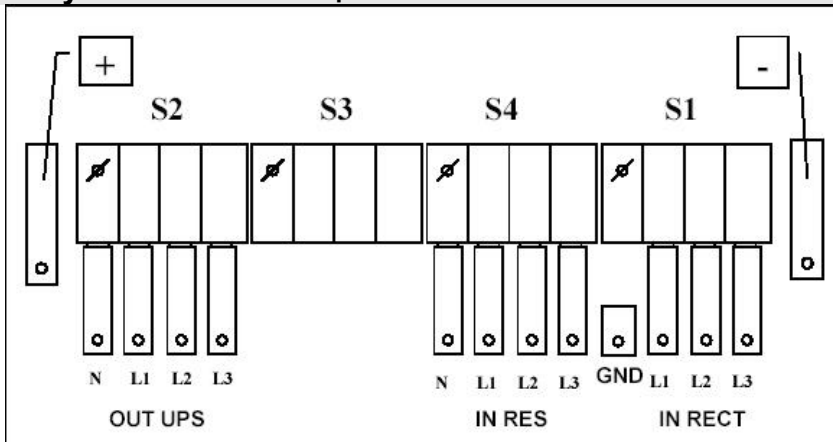 + -
S2 S3 S4 S1
N L1 L2 L3 N L1 L2 L3 GND L1 L2 L3
OUT UPS IN RES IN RECT